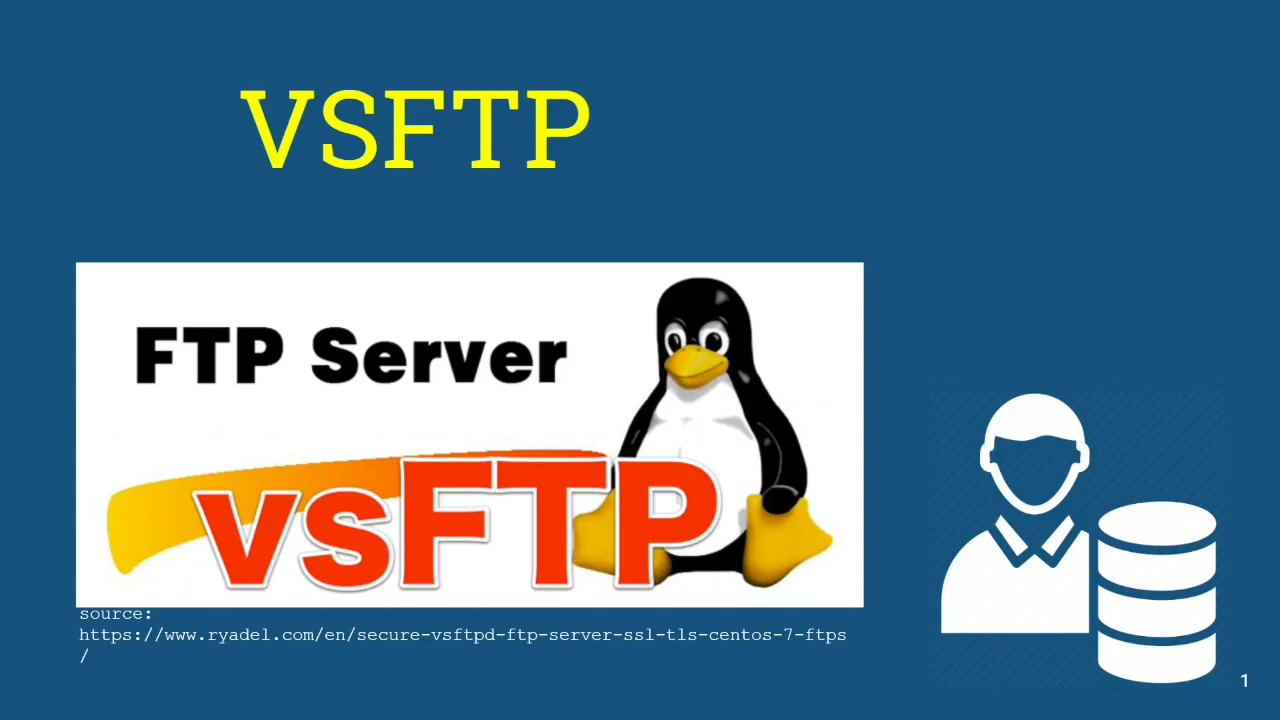 VSFTP
FTP Server
vsFTP
source:
https://www.ryadel.com/en/secure-vsftpd-ftp-server-ssl-tls-centos-7-ftps
/
1